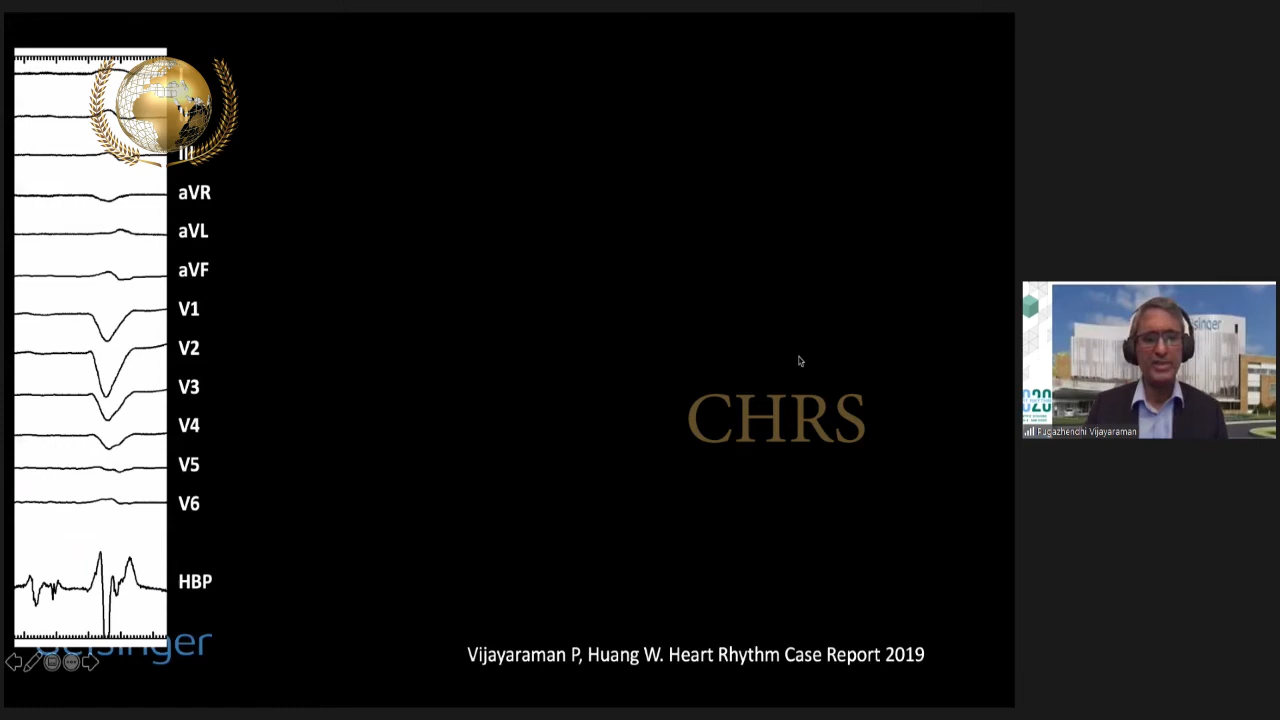 III
aVR
aVL
aVF
V1
V2
V3
V4
V5
V6
HBP
CHRS
Vijayaraman P, Huang W. Heart Rhythm Case Report 2019
Pugazhendhi Vijayaraman